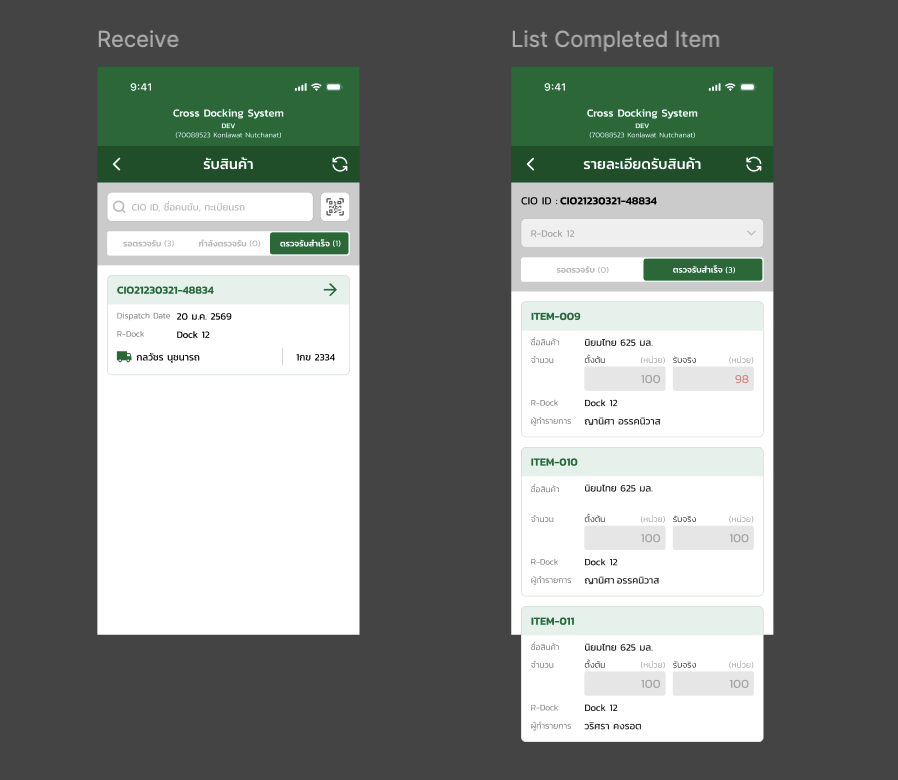 Receive
9:41
Cross Docking System
DEV
(70088523 Konlawat Nutchanat)
รับสินค้า
CIO ID, ชื่อคนขับ, ทะเบียนรถ
รอตรวจรับ (3) กำลังตรวจรับ (0) ตรวจรับสำเร็จ (1)
CIO21230321-48834
Dispatch Date 20 ม.ค. 2569
R-Dock Dock 12
กลวัชร นุชนารถ 1กข 2334
List Completed Item
9:41
Cross Docking System
DEV
(70088523 Konlawat Nutchanat)
รายละเอียดรับสินค้า
CIO ID : CIO21230321-48834
R-Dock 12
รอตรวจรับ (0) ตรวจรับสำเร็จ (3)
ITEM-009
ชื่อสินค้า นิยมไทย 625 มล.
จำนวน ตั้งต้น (หน่วย) รับจริง (หน่วย)
100 98
R-Dock Dock 12
ผู้ทำรายการ ญานิศา อรรคนิวาส
ITEM-010
ชื่อสินค้า นิยมไทย 625 มล.
จำนวน ตั้งต้น (หน่วย) รับจริง (หน่วย)
100 100
R-Dock Dock 12
ผู้ทำรายการ ญานิศา อรรคนิวาส
ITEM-011
ชื่อสินค้า นิยมไทย 625 มล.
จำนวน ตั้งต้น (หน่วย) รับจริง (หน่วย)
100 100
R-Dock Dock 12
ผู้ทำรายการ วริศรา คงรอต